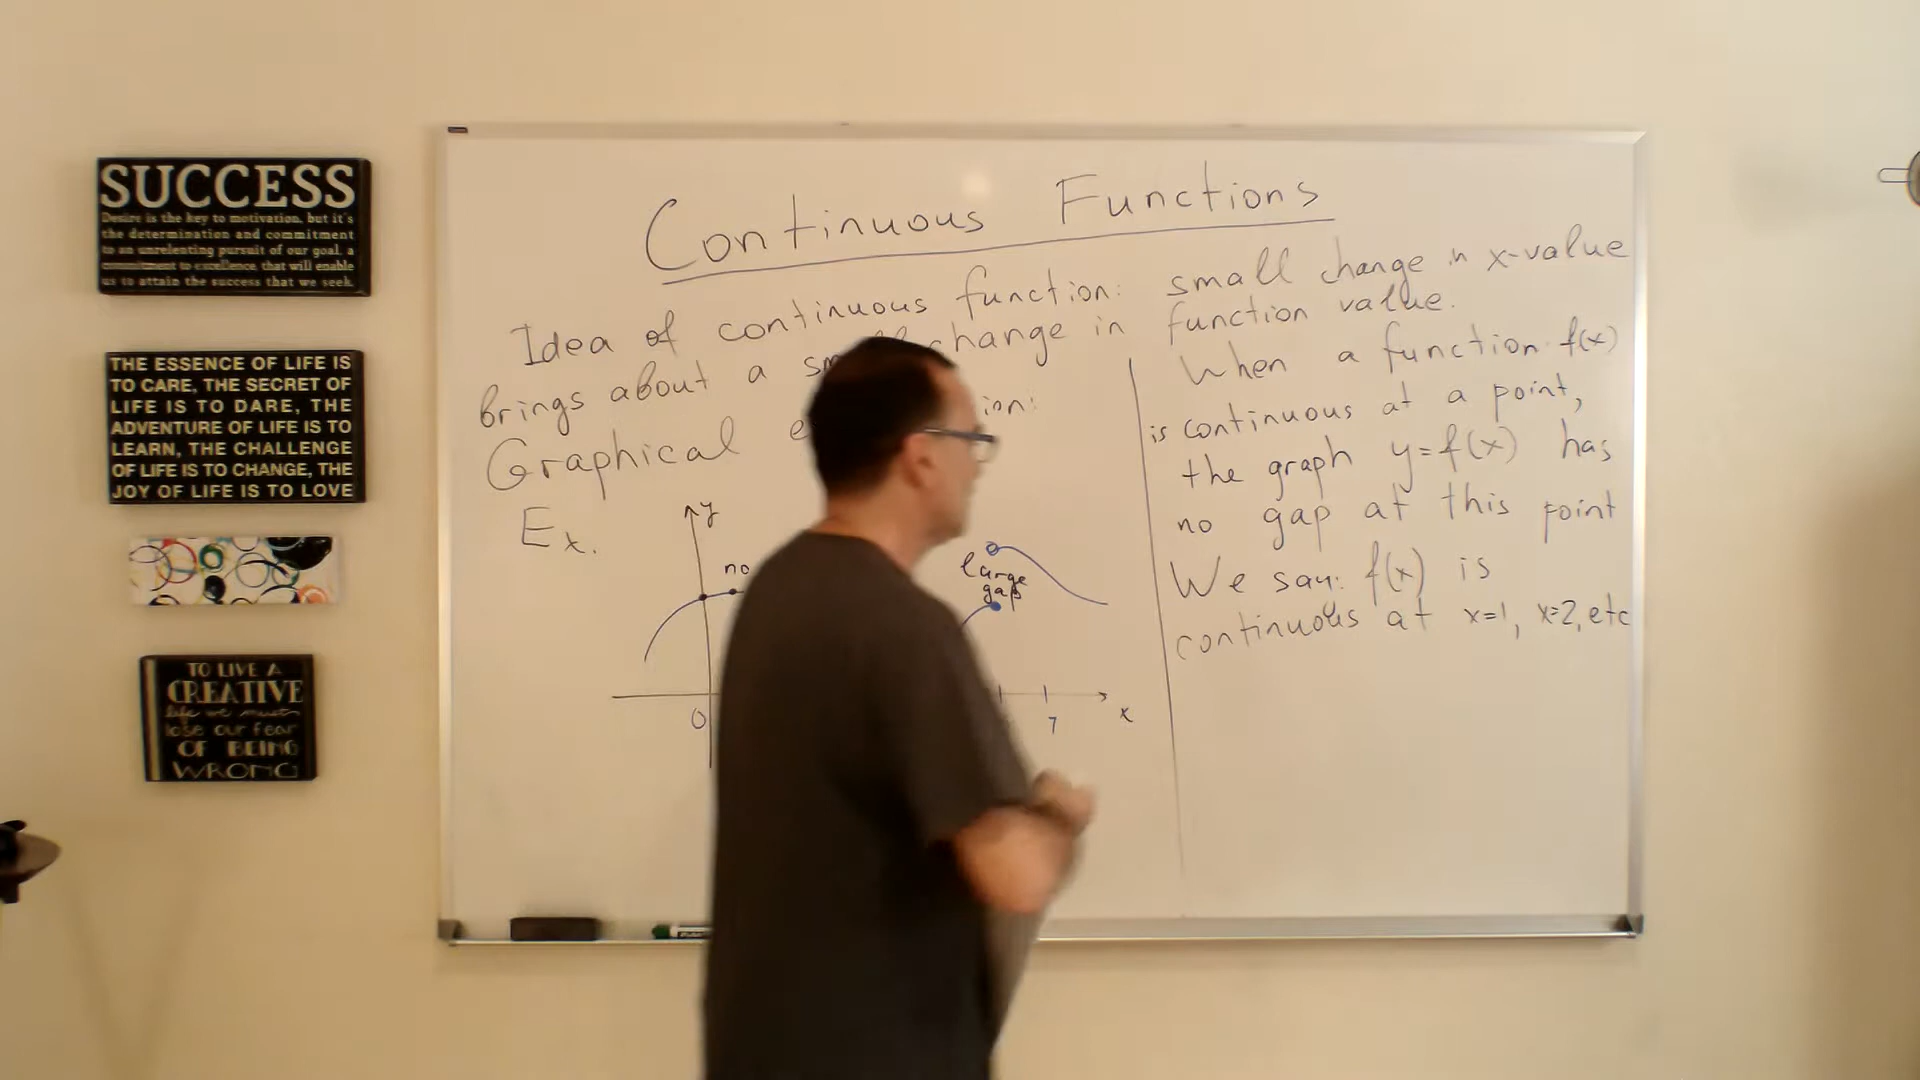 SUCCESS
Desire is the key to motivation, but it's
the determination and commitment
to an unrelenting pursuit of our goal, a
commitment to excellence, that will enable
us to attain the success that we seek.
THE ESSENCE OF LIFE IS
TO CARE, THE SECRET OF
LIFE IS TO DARE, THE
ADVENTURE OF LIFE IS TO
LEARN, THE CHALLENGE
OF LIFE IS TO CHANGE, THE
JOY OF LIFE IS TO LOVE
TO LIVE A
CREATIVE
life we must
lose our fear
OF BEING
WRONG
Continuous Functions
Idea of continuous function: small change in x-value
brings about a change in function value.
Graphical
Ex.
y
no
large
gap
0
7
x
When a function f(x)
is continuous at a point,
the graph y=f(x) has
no gap at this point
We say: f(x) is
continuous at x=1, x=2, etc